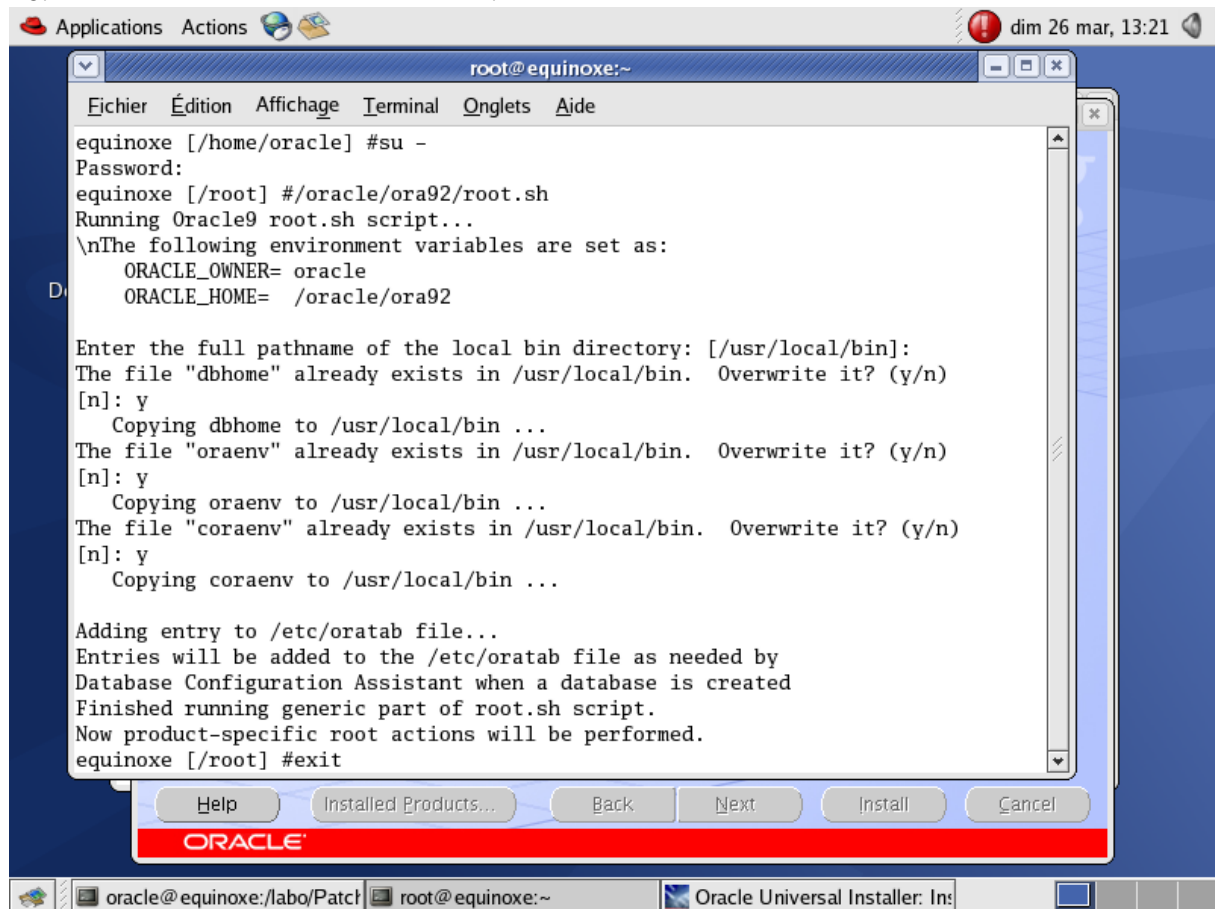 Applications Actions dim 26 mar, 13:21
root@equinoxe:~
Fichier Édition Affichage Terminal Onglets Aide
equinoxe [/home/oracle] #su -
Password:
equinoxe [/root] #/oracle/ora92/root.sh
Running Oracle9 root.sh script...
\nThe following environment variables are set as:
ORACLE_OWNER= oracle
ORACLE_HOME= /oracle/ora92
Enter the full pathname of the local bin directory: [/usr/local/bin]:
The file "dbhome" already exists in /usr/local/bin. Overwrite it? (y/n)
[n]: y
Copying dbhome to /usr/local/bin ...
The file "oraenv" already exists in /usr/local/bin. Overwrite it? (y/n)
[n]: y
Copying oraenv to /usr/local/bin ...
The file "coraenv" already exists in /usr/local/bin. Overwrite it? (y/n)
[n]: y
Copying coraenv to /usr/local/bin ...
Adding entry to /etc/oratab file...
Entries will be added to the /etc/oratab file as needed by
Database Configuration Assistant when a database is created
Finished running generic part of root.sh script.
Now product-specific root actions will be performed.
equinoxe [/root] #exit
Help Installed Products... Back Next Install Cancel
ORACLE
oracle@equinoxe:/labo/Patch root@equinoxe:~ Oracle Universal Installer: Ins